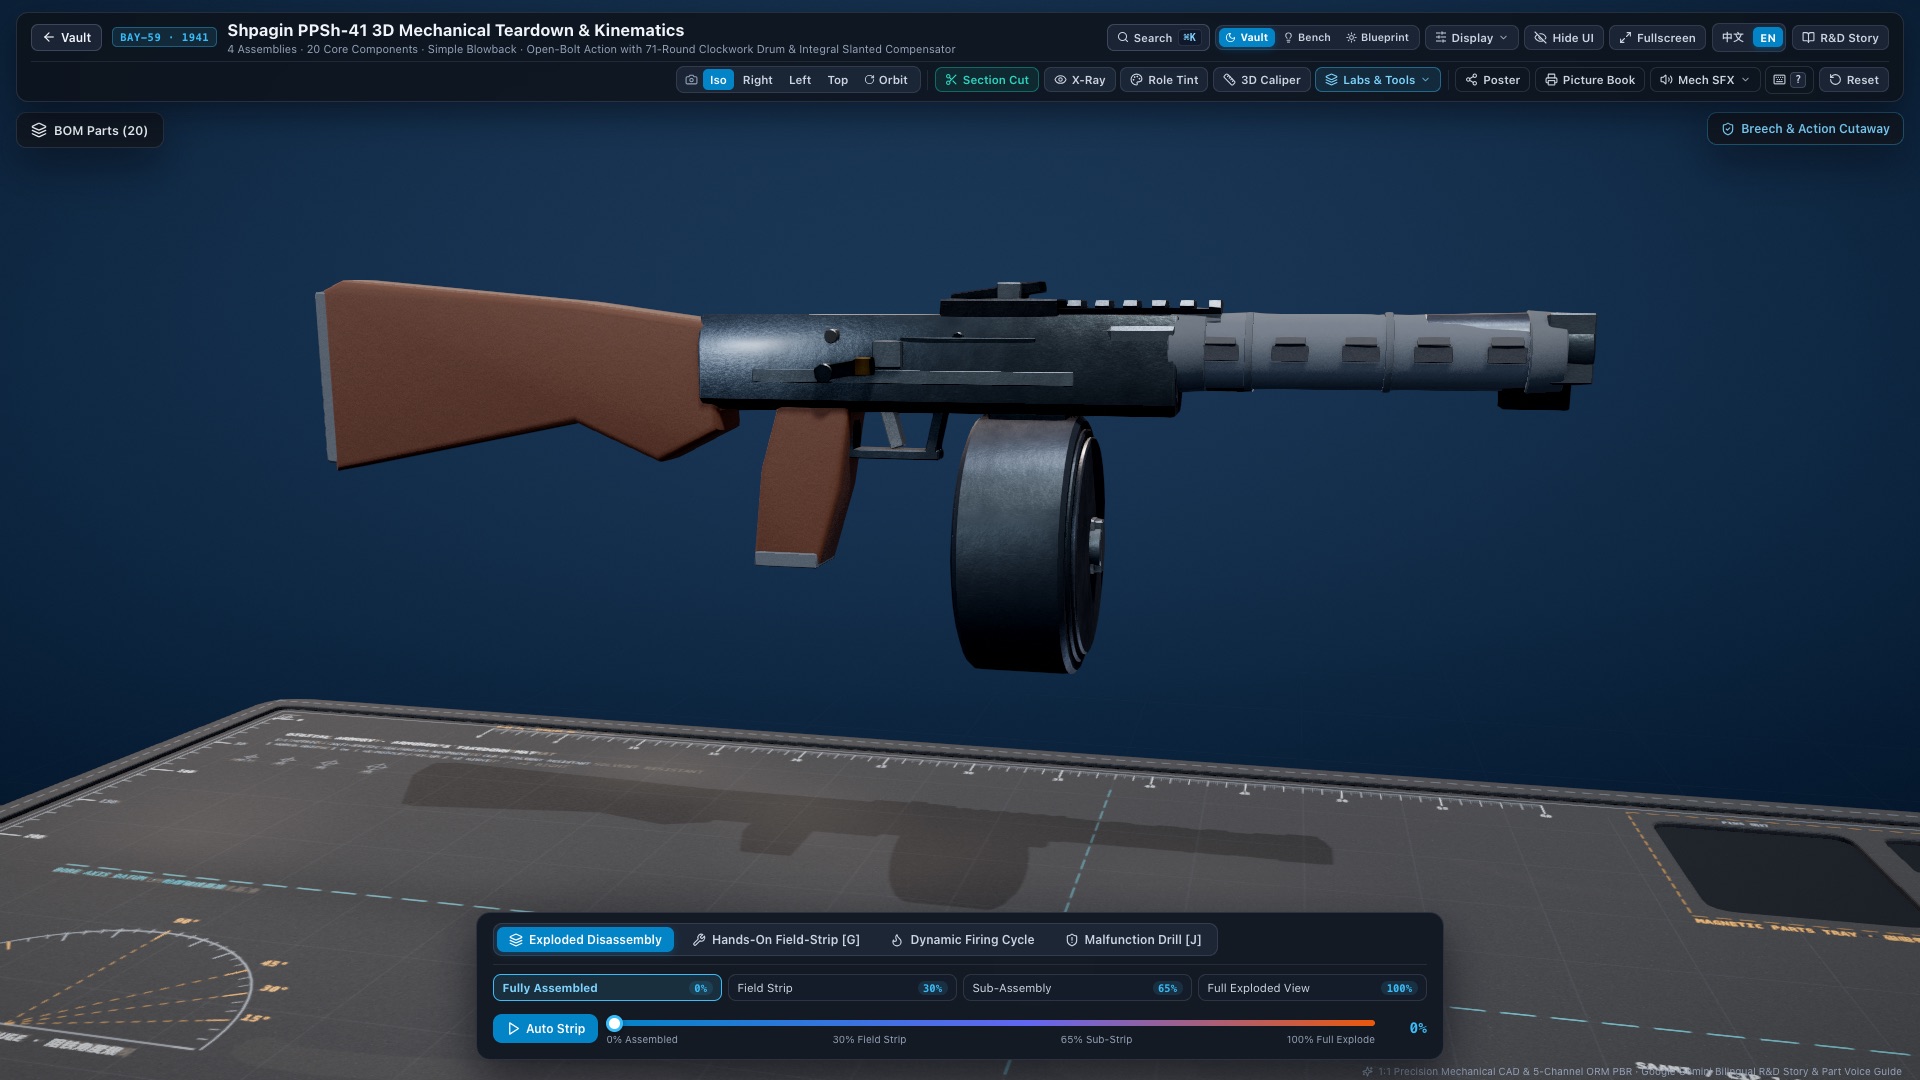 Vault
BAY-59 · 1941
Shpagin PPSh-41 3D Mechanical Teardown & Kinematics
4 Assemblies · 20 Core Components · Simple Blowback · Open-Bolt Action with 71-Round Clockwork Drum & Integral Slanted Compensator
Search ⌘K
Vault
Bench
Blueprint
Display
Hide UI
Fullscreen
中文
EN
R&D Story
Iso
Right
Left
Top
Orbit
Section Cut
X-Ray
Role Tint
3D Caliper
Labs & Tools
Poster
Picture Book
Mech SFX
?
Reset
BOM Parts (20)
Breech & Action Cutaway
90°
45°
30°
15°
MAGNETIC PARTS TRAY
Exploded Disassembly
Hands-On Field-Strip [G]
Dynamic Firing Cycle
Malfunction Drill [J]
Fully Assembled 0%
Field Strip 30%
Sub-Assembly 65%
Full Exploded View 100%
Auto Strip
0%
0% Assembled
30% Field Strip
65% Sub-Strip
100% Full Explode
1:1 Precision Mechanical CAD & 5-Channel ORM PBR · Google Gemini Bilingual R&D Story & Part Voice Guide